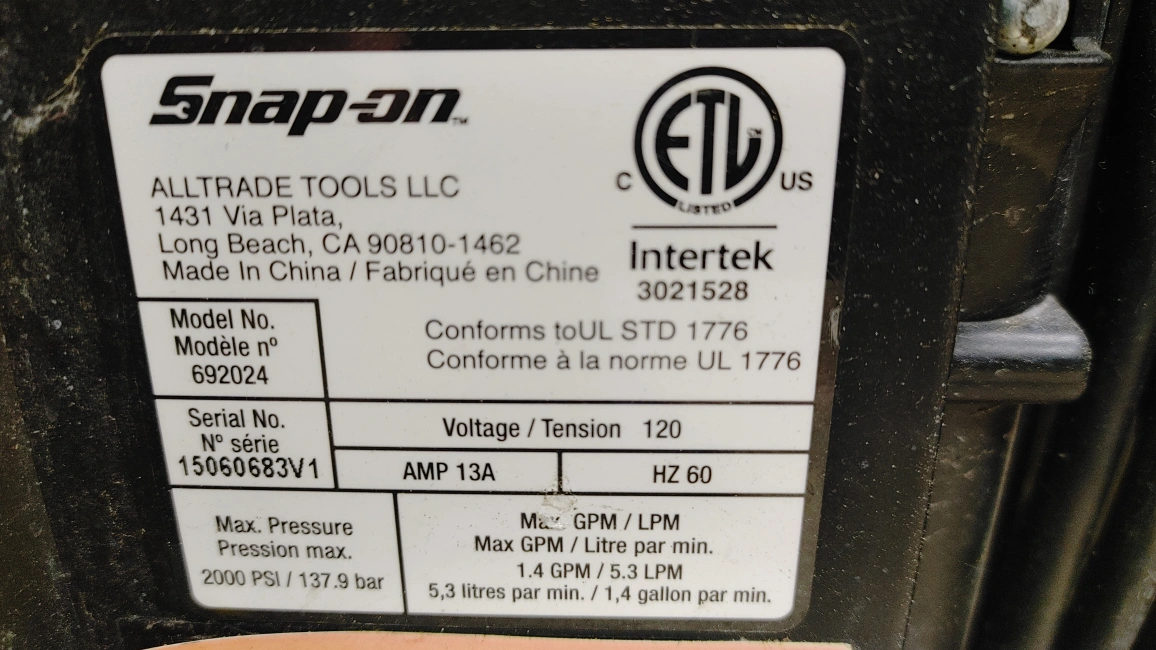 Snap-on™
ALLTRADE TOOLS LLC
1431 Via Plata,
Long Beach, CA 90810-1462
Made In China / Fabriqué en Chine
ETL
C US
LISTED
Intertek
3021528
Conforms toUL STD 1776
Conforme à la norme UL 1776
Model No.
Modèle nº
692024
Serial No.
Nº série
15060683V1
Voltage / Tension 120
AMP 13A
HZ 60
Max. Pressure
Pression max.
2000 PSI / 137.9 bar
Max. GPM / LPM
Max GPM / Litre par min.
1.4 GPM / 5.3 LPM
5,3 litres par min. / 1,4 gallon par min.